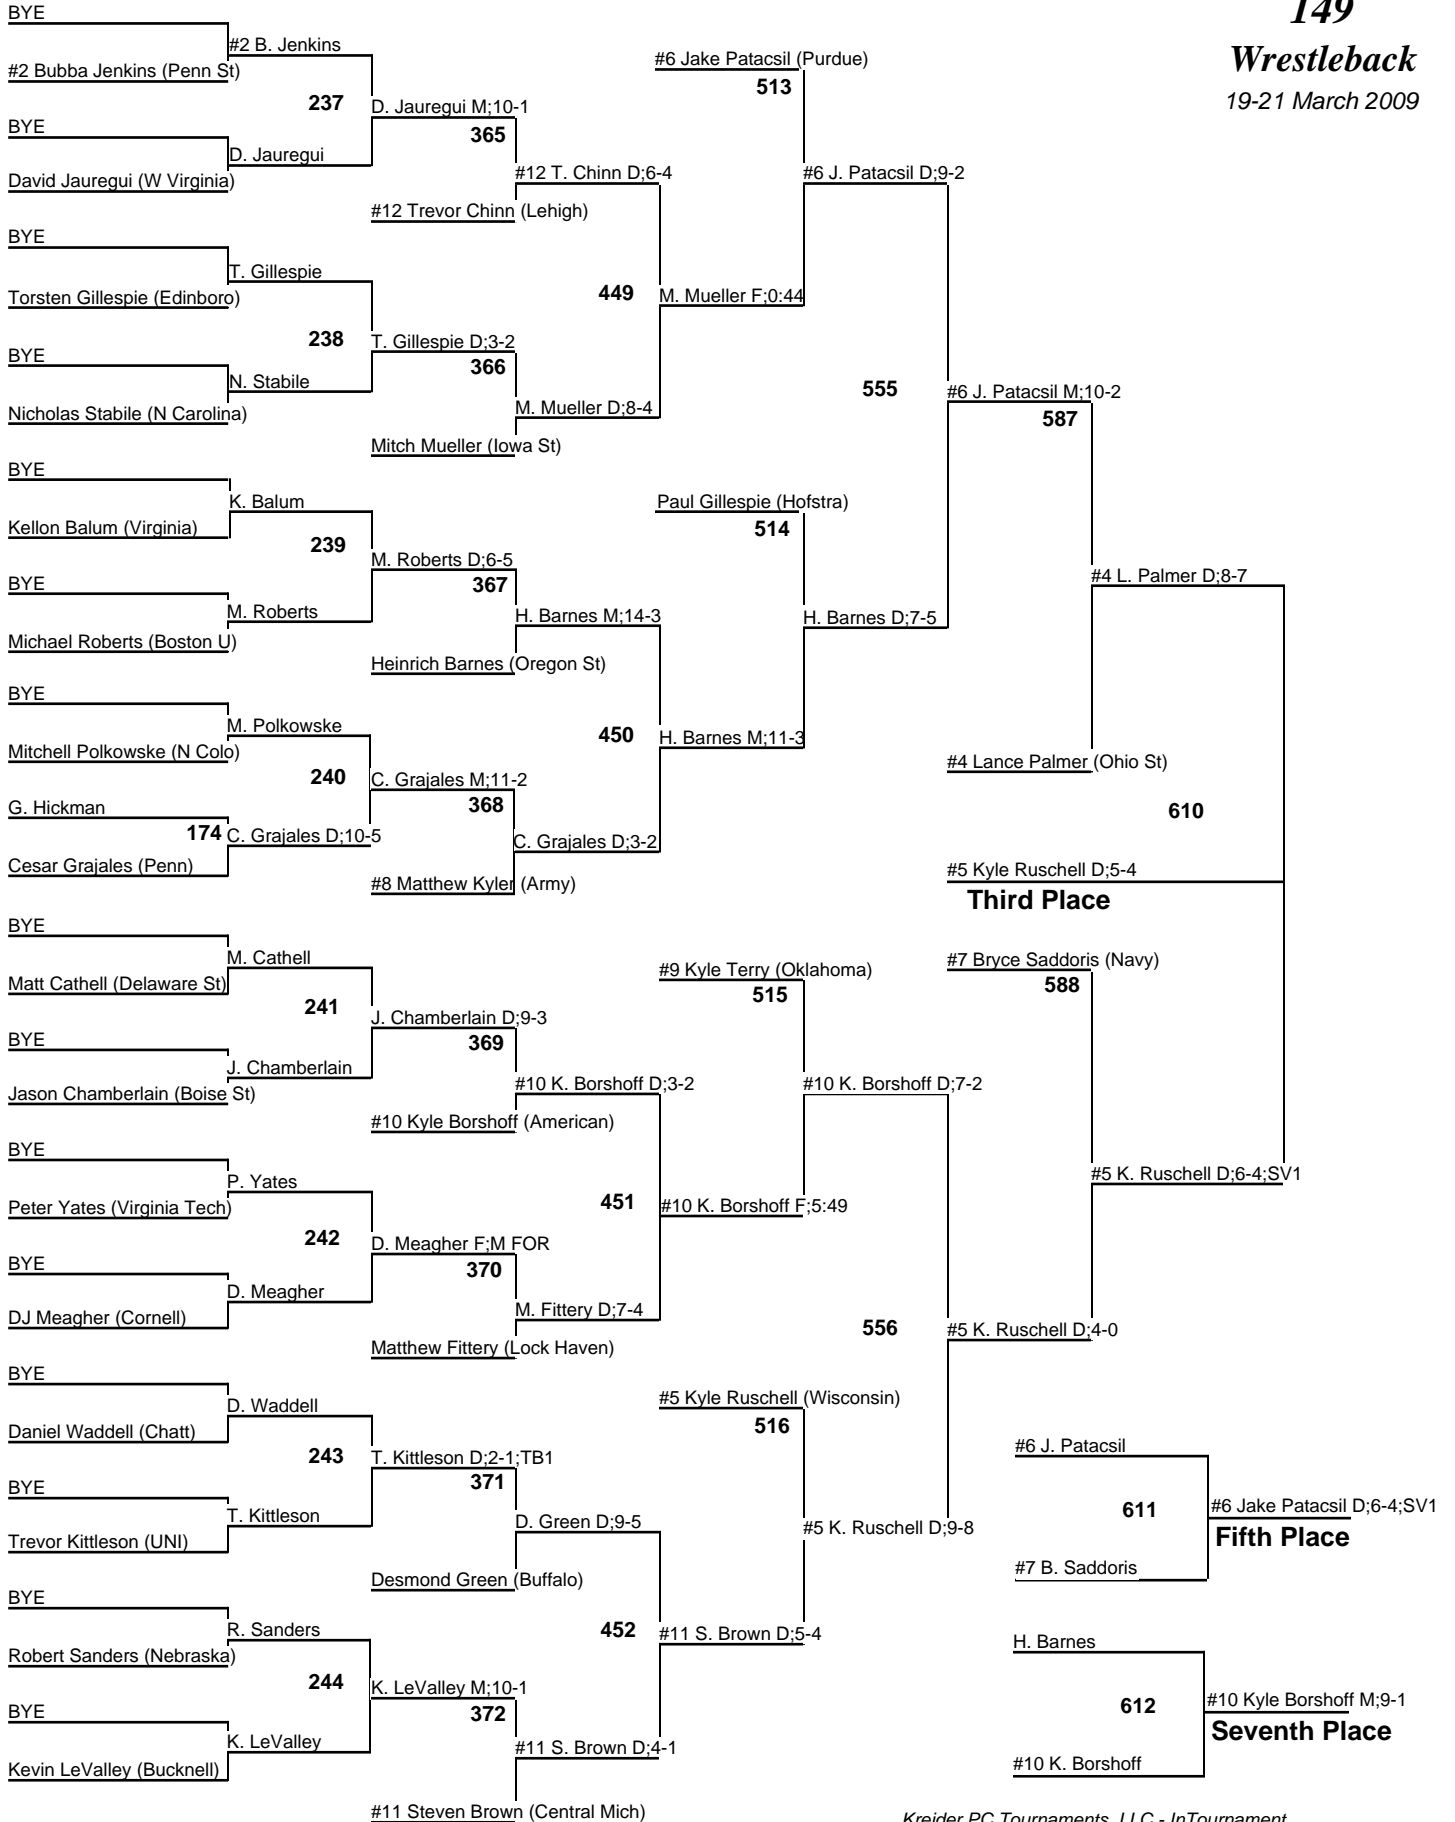 149
Wrestleback
19-21 March 2009
BYE
#2 B. Jenkins
#2 Bubba Jenkins (Penn St)
237
D. Jauregui M;10-1
BYE
365
D. Jauregui
David Jauregui (W Virginia)
#12 T. Chinn D;6-4
#12 Trevor Chinn (Lehigh)
BYE
T. Gillespie
Torsten Gillespie (Edinboro)
449
M. Mueller F;0:44
238
T. Gillespie D;3-2
BYE
366
N. Stabile
Nicholas Stabile (N Carolina)
M. Mueller D;8-4
Mitch Mueller (Iowa St)
#6 Jake Patacsil (Purdue)
513
#6 J. Patacsil D;9-2
555
#6 J. Patacsil M;10-2
587
BYE
K. Balum
Kellon Balum (Virginia)
239
M. Roberts D;6-5
BYE
367
M. Roberts
Michael Roberts (Boston U)
H. Barnes M;14-3
Heinrich Barnes (Oregon St)
Paul Gillespie (Hofstra)
514
H. Barnes D;7-5
#4 L. Palmer D;8-7
BYE
M. Polkowske
Mitchell Polkowske (N Colo)
450
H. Barnes M;11-3
240
C. Grajales M;11-2
G. Hickman
368
174
C. Grajales D;10-5
Cesar Grajales (Penn)
C. Grajales D;3-2
#8 Matthew Kyler (Army)
#4 Lance Palmer (Ohio St)
610
#5 Kyle Ruschell D;5-4
Third Place
BYE
M. Cathell
Matt Cathell (Delaware St)
241
J. Chamberlain D;9-3
BYE
369
J. Chamberlain
Jason Chamberlain (Boise St)
#10 K. Borshoff D;3-2
#10 Kyle Borshoff (American)
#9 Kyle Terry (Oklahoma)
515
#10 K. Borshoff D;7-2
#7 Bryce Saddoris (Navy)
588
BYE
P. Yates
Peter Yates (Virginia Tech)
451
#10 K. Borshoff F;5:49
#5 K. Ruschell D;6-4;SV1
242
D. Meagher F;M FOR
BYE
370
D. Meagher
DJ Meagher (Cornell)
M. Fittery D;7-4
Matthew Fittery (Lock Haven)
556
#5 K. Ruschell D;4-0
BYE
D. Waddell
Daniel Waddell (Chatt)
#5 Kyle Ruschell (Wisconsin)
516
243
T. Kittleson D;2-1;TB1
BYE
371
T. Kittleson
Trevor Kittleson (UNI)
D. Green D;9-5
Desmond Green (Buffalo)
#5 K. Ruschell D;9-8
#6 J. Patacsil
611
#6 Jake Patacsil D;6-4;SV1
Fifth Place
#7 B. Saddoris
BYE
R. Sanders
Robert Sanders (Nebraska)
452
#11 S. Brown D;5-4
244
K. LeValley M;10-1
BYE
372
K. LeValley
Kevin LeValley (Bucknell)
#11 S. Brown D;4-1
#11 Steven Brown (Central Mich)
H. Barnes
612
#10 Kyle Borshoff M;9-1
Seventh Place
#10 K. Borshoff
Kreider PC Tournaments, LLC - InTournament